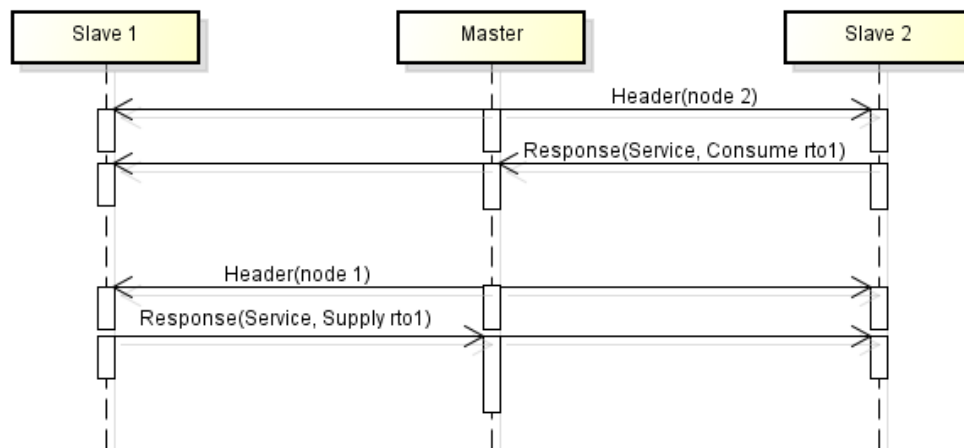 Slave 1
Master
Slave 2
Header(node 2)
Response(Service, Consume rto1)
Header(node 1)
Response(Service, Supply rto1)